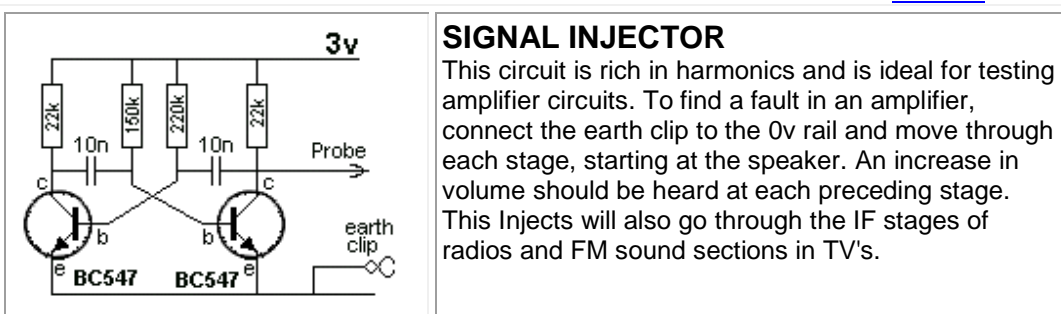 3v
22k
150k
220k
22k
10n
10n
Probe
c
c
b
b
earth
clip
e
e
BC547
BC547
SIGNAL INJECTOR
This circuit is rich in harmonics and is ideal for testing
amplifier circuits. To find a fault in an amplifier,
connect the earth clip to the 0v rail and move through
each stage, starting at the speaker. An increase in
volume should be heard at each preceding stage.
This Injects will also go through the IF stages of
radios and FM sound sections in TV's.